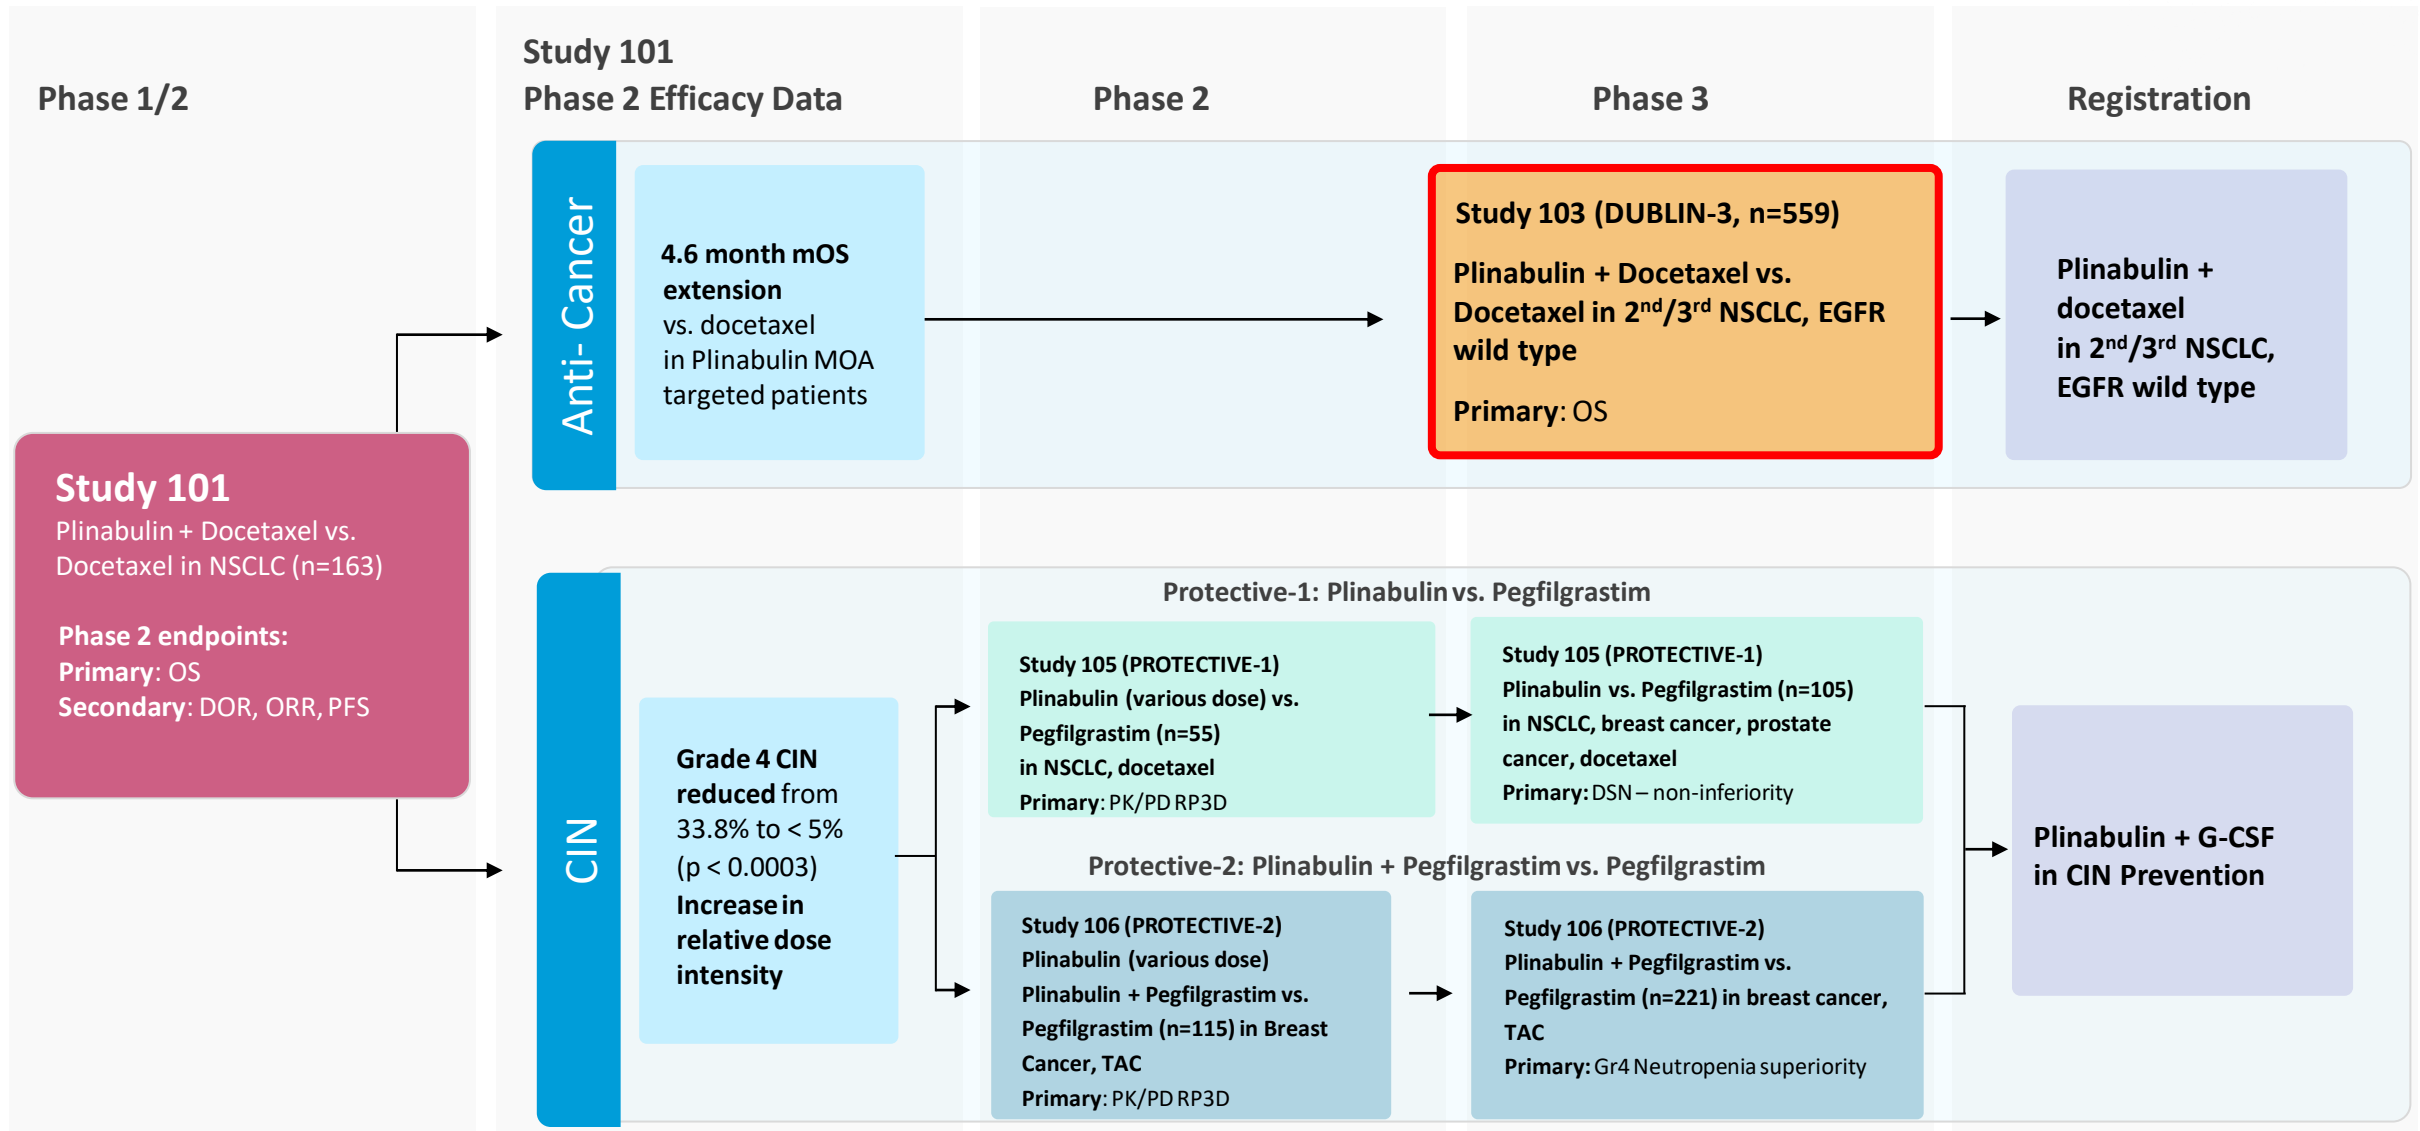 Phase 1/2
Study 101
Phase 2 Efficacy Data
Phase 2
Phase 3
Registration
Study 101
Plinabulin + Docetaxel vs.
Docetaxel in NSCLC (n=163)
Phase 2 endpoints:
Primary: OS
Secondary: DOR, ORR, PFS
Anti- Cancer
4.6 month mOS
extension
vs. docetaxel
in Plinabulin MOA
targeted patients
Study 103 (DUBLIN-3, n=559)
Plinabulin + Docetaxel vs.
Docetaxel in 2nd/3rd NSCLC, EGFR
wild type
Primary: OS
Plinabulin +
docetaxel
in 2nd/3rd NSCLC,
EGFR wild type
CIN
Grade 4 CIN
reduced from
33.8% to < 5%
(p < 0.0003)
Increase in
relative dose
intensity
Protective-1: Plinabulin vs. Pegfilgrastim
Study 105 (PROTECTIVE-1)
Plinabulin (various dose) vs.
Pegfilgrastim (n=55)
in NSCLC, docetaxel
Primary: PK/PD RP3D
Study 105 (PROTECTIVE-1)
Plinabulin vs. Pegfilgrastim (n=105)
in NSCLC, breast cancer, prostate
cancer, docetaxel
Primary: DSN – non-inferiority
Protective-2: Plinabulin + Pegfilgrastim vs. Pegfilgrastim
Study 106 (PROTECTIVE-2)
Plinabulin (various dose)
Plinabulin + Pegfilgrastim vs.
Pegfilgrastim (n=115) in Breast
Cancer, TAC
Primary: PK/PD RP3D
Study 106 (PROTECTIVE-2)
Plinabulin + Pegfilgrastim vs.
Pegfilgrastim (n=221) in breast cancer,
TAC
Primary: Gr4 Neutropenia superiority
Plinabulin + G-CSF
in CIN Prevention